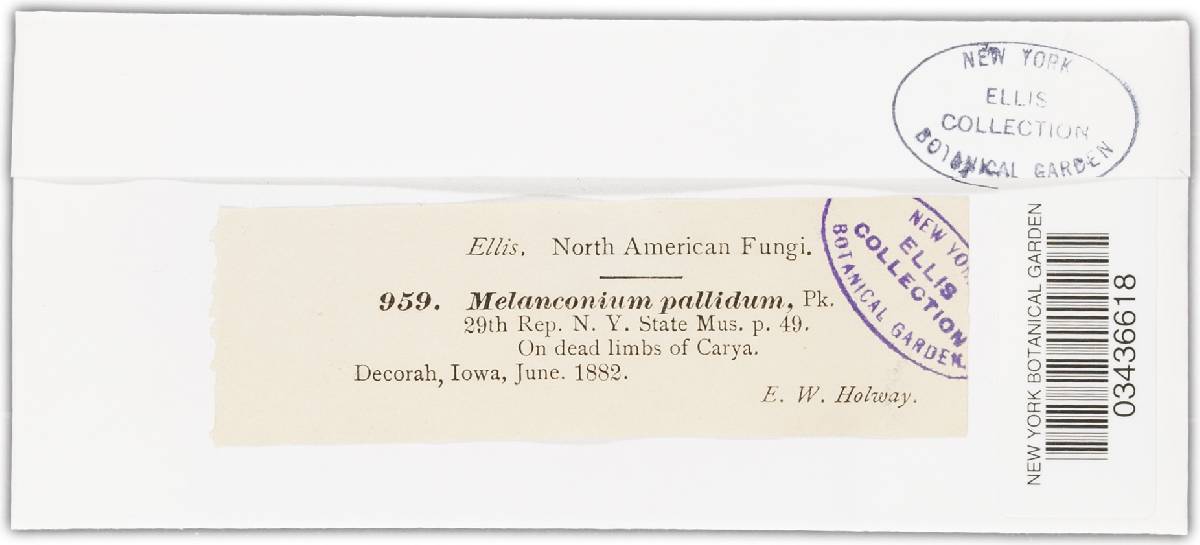 NEW YORK
ELLIS
COLLECTION
BOTANICAL GARDEN
Ellis. North American Fungi.
959. Melanconium pallidum, Pk.
29th Rep. N. Y. State Mus. p. 49.
On dead limbs of Carya.
Decorah, Iowa, June. 1882.
E. W. Holway.
NEW YORK
ELLIS
COLLECTION
BOTANICAL GARDEN
NEW YORK BOTANICAL GARDEN
03436618